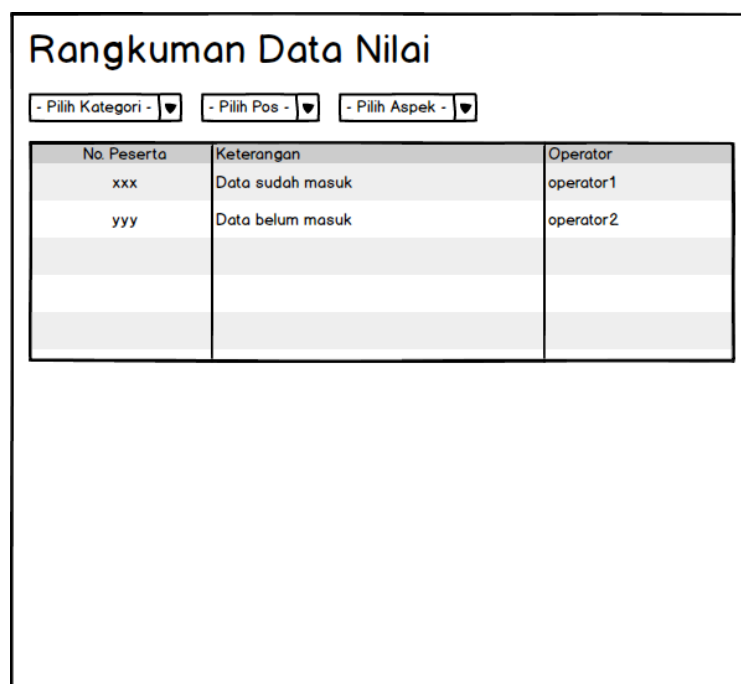 Rangkuman Data Nilai
- Pilih Kategori - - Pilih Pos - - Pilih Aspek -
No. Peserta Keterangan Operator
xxx Data sudah masuk operator1
yyy Data belum masuk operator2